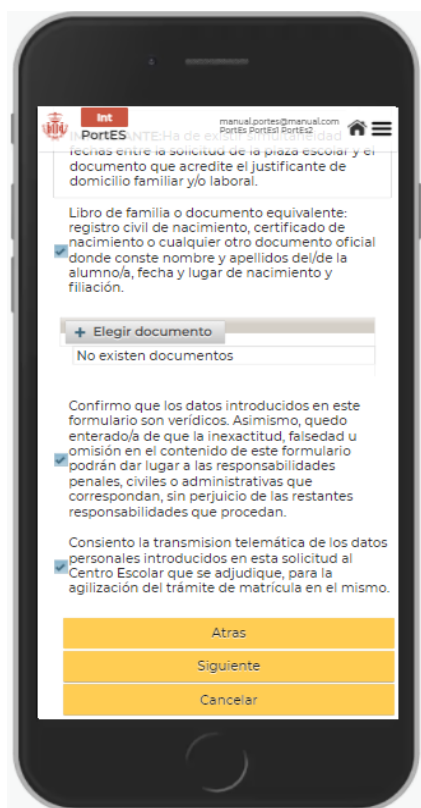 Int
PortES
manual.portes@manual.com
PortEs PortEs1 PortEs2
IMPORTANTE:Ha de existir simultaneidad
fechas entre la solicitud de la plaza escolar y el
documento que acredite el justificante de
domicilio familiar y/o laboral.
Libro de familia o documento equivalente:
registro civil de nacimiento, certificado de
nacimiento o cualquier otro documento oficial
donde conste nombre y apellidos del/de la
alumno/a, fecha y lugar de nacimiento y
filiación.
+ Elegir documento
No existen documentos
Confirmo que los datos introducidos en este
formulario son verídicos. Asimismo, quedo
enterado/a de que la inexactitud, falsedad u
omisión en el contenido de este formulario
podrán dar lugar a las responsabilidades
penales, civiles o administrativas que
correspondan, sin perjuicio de las restantes
responsabilidades que procedan.
Consiento la transmision telemática de los datos
personales introducidos en esta solicitud al
Centro Escolar que se adjudique, para la
agilización del trámite de matrícula en el mismo.
Atras
Siguiente
Cancelar